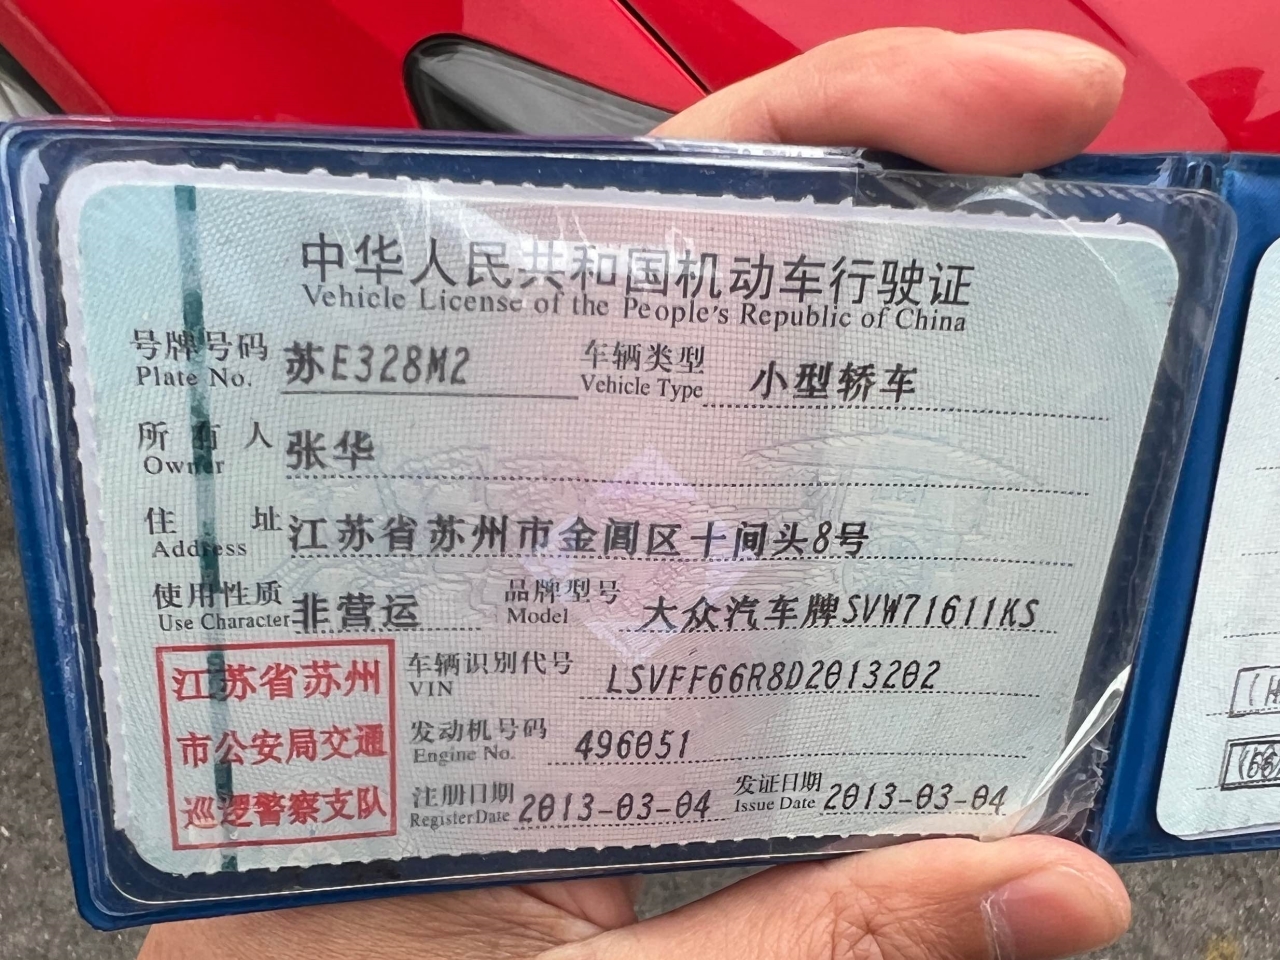 中华人民共和国机动车行驶证
Vehicle License of the People's Republic of China
号牌号码 苏E328M2 车辆类型 小型轿车
Plate No. Vehicle Type
所有人 张华
Owner
住址 江苏省苏州市金阊区十间头8号
Address
使用性质 非营运 品牌型号 大众汽车牌SVW71611KS
Use Character Model
江苏省苏州
市公安局交通
巡逻警察支队
车辆识别代号 LSVFF66R8D2013202
VIN
发动机号码 496051
Engine No.
注册日期 2013-03-04 发证日期 2013-03-04
Register Date Issue Date